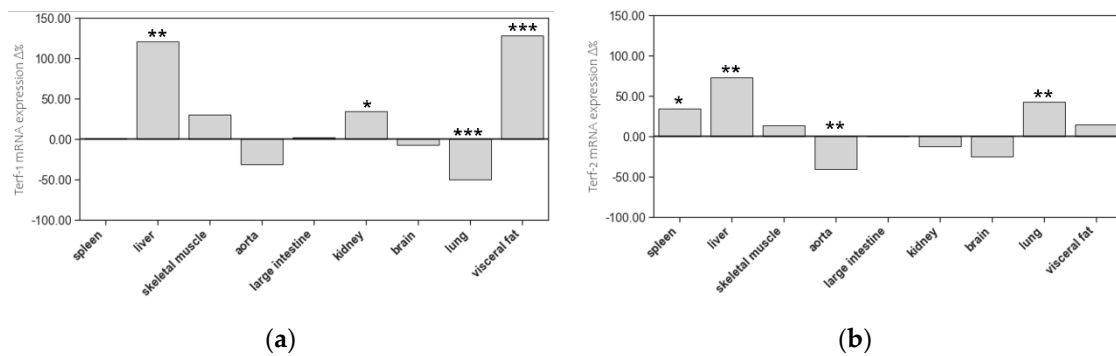 150.00
100.00
50.00
0.00
-50.00
-100.00
Terf-1 mRNA expression Δ%
**
*
***
***
spleen
liver
skeletal muscle
aorta
large intestine
kidney
brain
lung
visceral fat
(a)
150.00
100.00
50.00
0.00
-50.00
-100.00
Terf-2 mRNA expression Δ%
*
**
**
**
spleen
liver
skeletal muscle
aorta
large intestine
kidney
brain
lung
visceral fat
(b)